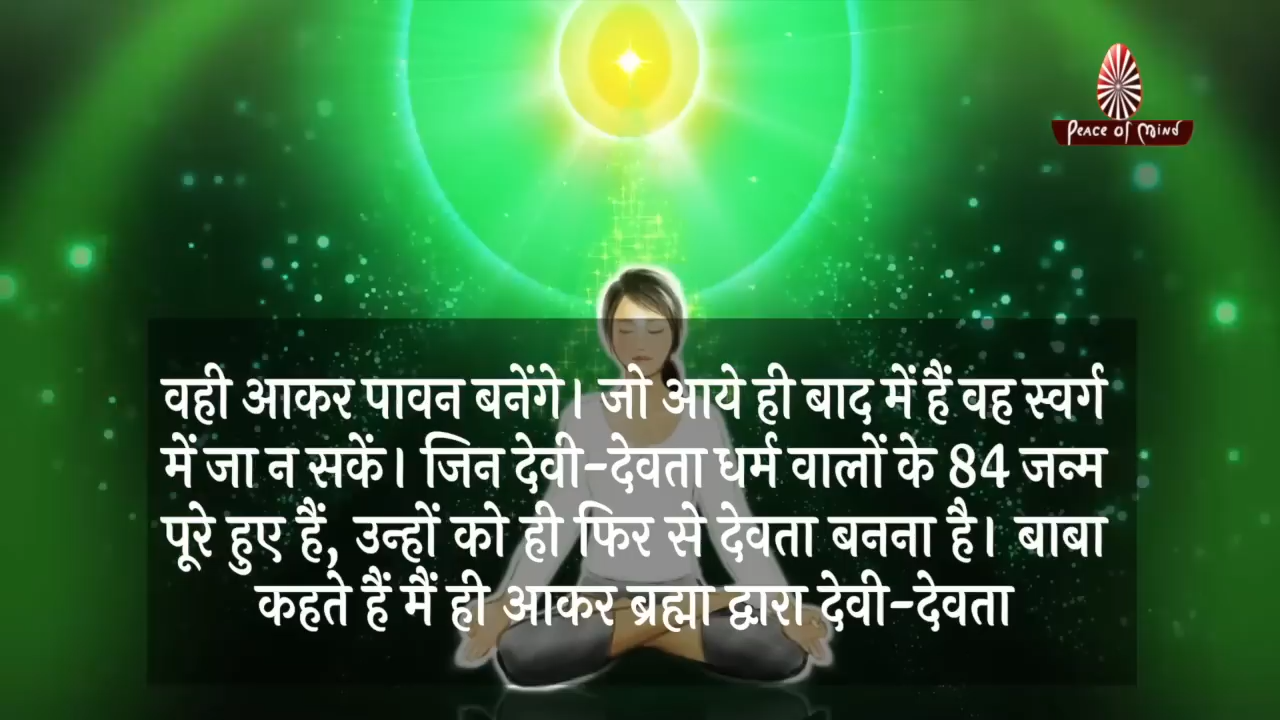 Peace of Mind
वही आकर पावन बनेंगे। जो आये ही बाद में हैं वह स्वर्ग
में जा न सकें। जिन देवी-देवता धर्म वालों के 84 जन्म
पूरे हुए हैं, उन्हों को ही फिर से देवता बनना है। बाबा
कहते हैं मैं ही आकर ब्रह्मा द्वारा देवी-देवता